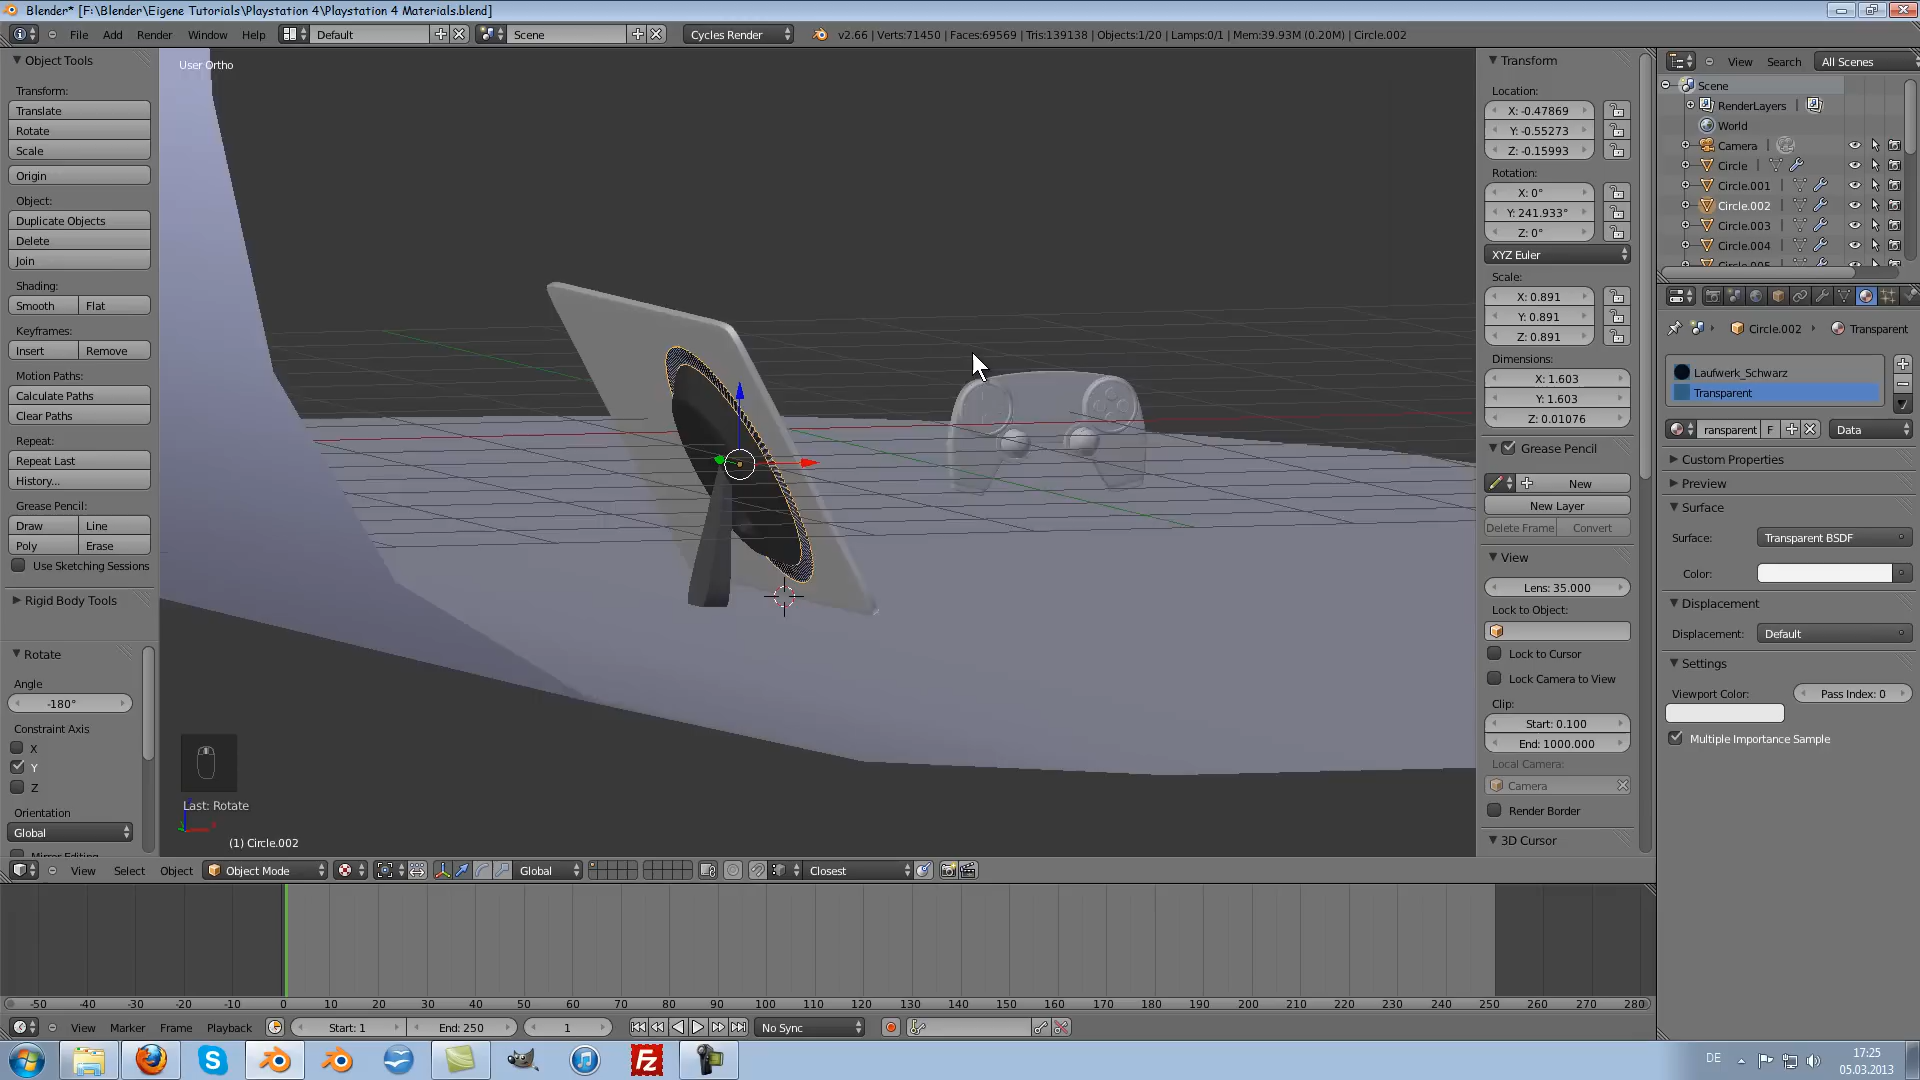 Blender* [F:\Blender\Eigene Tutorials\Playstation 4\Playstation 4 Materials.blend]
File Add Render Window Help Default Scene Cycles Render v2.66 | Verts:71450 | Faces:69569 | Tris:139138 | Objects:1/20 | Lamps:0/1 | Mem:39.93M (0.20M) | Circle.002
Object Tools
Transform:
Translate
Rotate
Scale
Origin
Object:
Duplicate Objects
Delete
Join
Shading:
Smooth Flat
Keyframes:
Insert Remove
Motion Paths:
Calculate Paths
Clear Paths
Repeat:
Repeat Last
History...
Grease Pencil:
Draw Line
Poly Erase
Use Sketching Sessions
Rigid Body Tools
Rotate
Angle
-180°
Constraint Axis
X
Y
Z
Orientation
Global
User Ortho
Last: Rotate
(1) Circle.002
Transform
Location:
X: -0.47869
Y: -0.55273
Z: -0.15993
Rotation:
X: 0°
Y: 241.933°
Z: 0°
XYZ Euler
Scale:
X: 0.891
Y: 0.891
Z: 0.891
Dimensions:
X: 1.603
Y: 1.603
Z: 0.01076
Grease Pencil
New
New Layer
Delete Frame Convert
View
Lens: 35.000
Lock to Object:
Lock to Cursor
Lock Camera to View
Clip:
Start: 0.100
End: 1000.000
Local Camera:
Camera
Render Border
3D Cursor
View Search All Scenes
Scene
RenderLayers
World
Camera
Circle
Circle.001
Circle.002
Circle.003
Circle.004
Circle.002 Transparent
Laufwerk_Schwarz
Transparent
ransparent F Data
Custom Properties
Preview
Surface
Surface: Transparent BSDF
Color:
Displacement
Displacement: Default
Settings
Viewport Color: Pass Index: 0
Multiple Importance Sample
View Select Object Object Mode Global Closest
-50 -40 -30 -20 -10 0 10 20 30 40 50 60 70 80 90 100 110 120 130 140 150 160 170 180 190 200 210 220 230 240 250 260 270 280
View Marker Frame Playback Start: 1 End: 250 1 No Sync
DE 17:25
05.03.2013